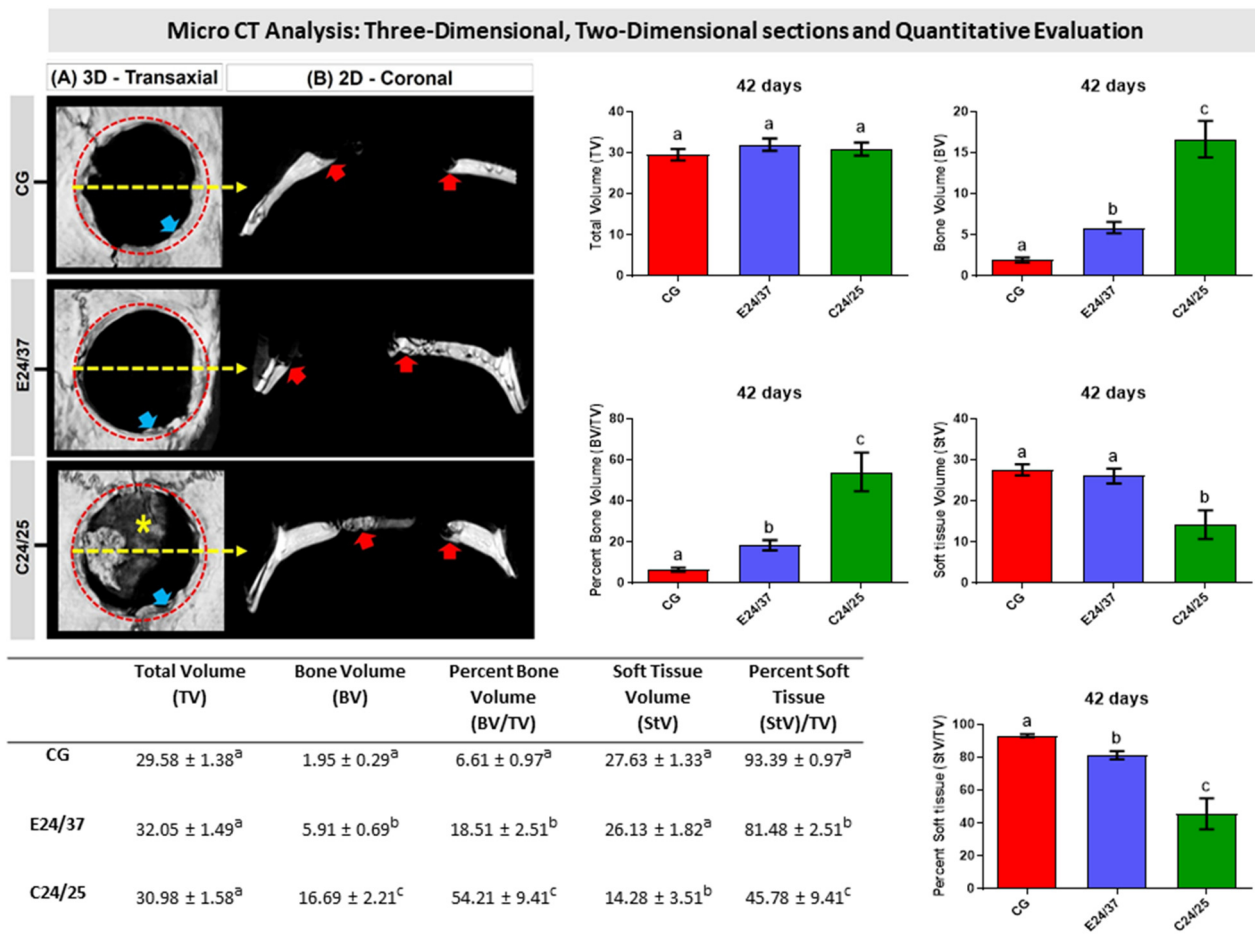 Micro CT Analysis: Three-Dimensional, Two-Dimensional sections and Quantitative Evaluation
(A) 3D - Transaxial
(B) 2D - Coronal
CG
E24/37
C24/25
*
42 days
Total Volume (TV)
40
30
20
10
0
a
a
a
CG
E24/37
C24/25
42 days
Bone Volume (BV)
20
15
10
5
0
a
b
c
CG
E24/37
C24/25
42 days
Percent Bone Volume (BV/TV)
80
60
40
20
0
a
b
c
CG
E24/37
C24/25
42 days
Soft tissue Volume (StV)
40
30
20
10
0
a
a
b
CG
E24/37
C24/25
Total Volume (TV)
Bone Volume (BV)
Percent Bone Volume (BV/TV)
Soft Tissue Volume (StV)
Percent Soft Tissue (StV)/TV)
CG 29.58 ± 1.38a 1.95 ± 0.29a 6.61 ± 0.97a 27.63 ± 1.33a 93.39 ± 0.97a
E24/37 32.05 ± 1.49a 5.91 ± 0.69b 18.51 ± 2.51b 26.13 ± 1.82a 81.48 ± 2.51b
C24/25 30.98 ± 1.58a 16.69 ± 2.21c 54.21 ± 9.41c 14.28 ± 3.51b 45.78 ± 9.41c
42 days
Percent Soft tissue (StV/TV)
100
80
60
40
20
0
a
b
c
CG
E24/37
C24/25